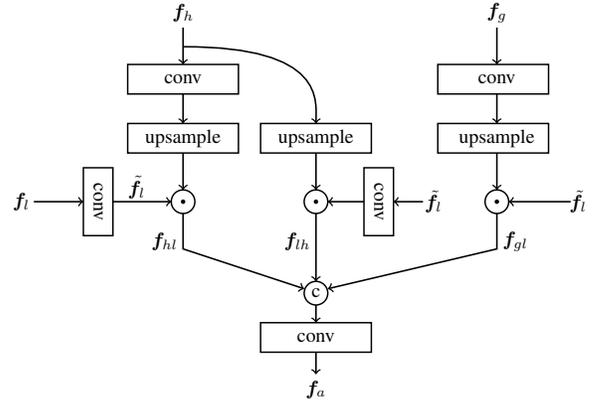 f_h f_g
conv conv
upsample upsample upsample
f_l conv f̃_l conv f̃_l f̃_l
f_hl f_lh f_gl
c
conv
f_a